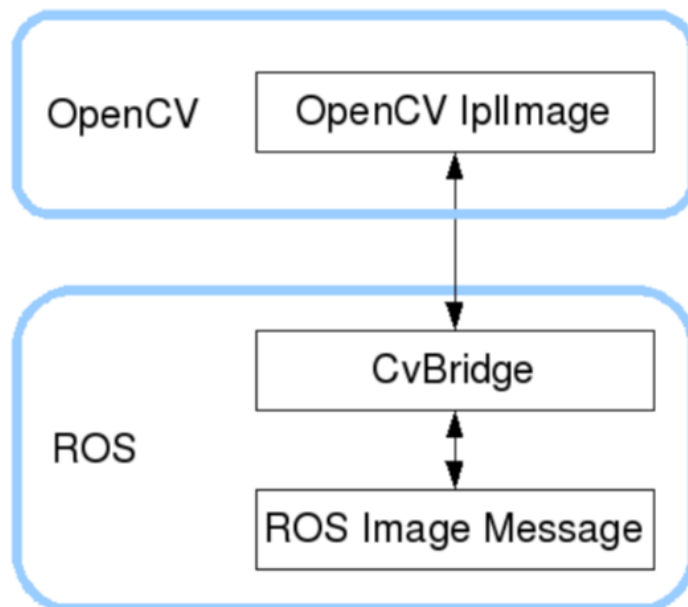 OpenCV
OpenCV IplImage
CvBridge
ROS
ROS Image Message